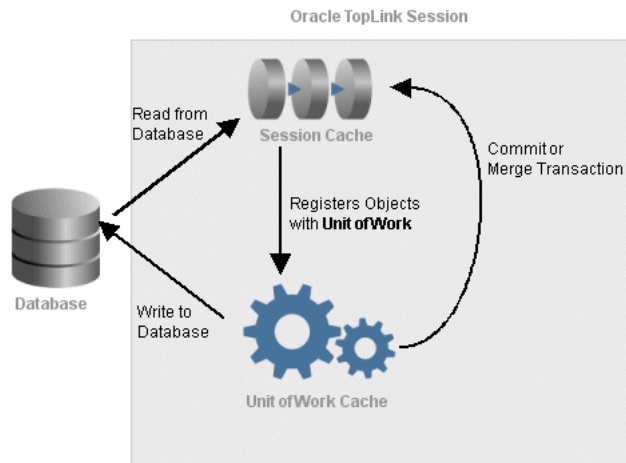 Oracle TopLink Session
Read from
Database
Session Cache
Commit or
Merge Transaction
Registers Objects
with Unit of Work
Database
Write to
Database
Unit of Work Cache